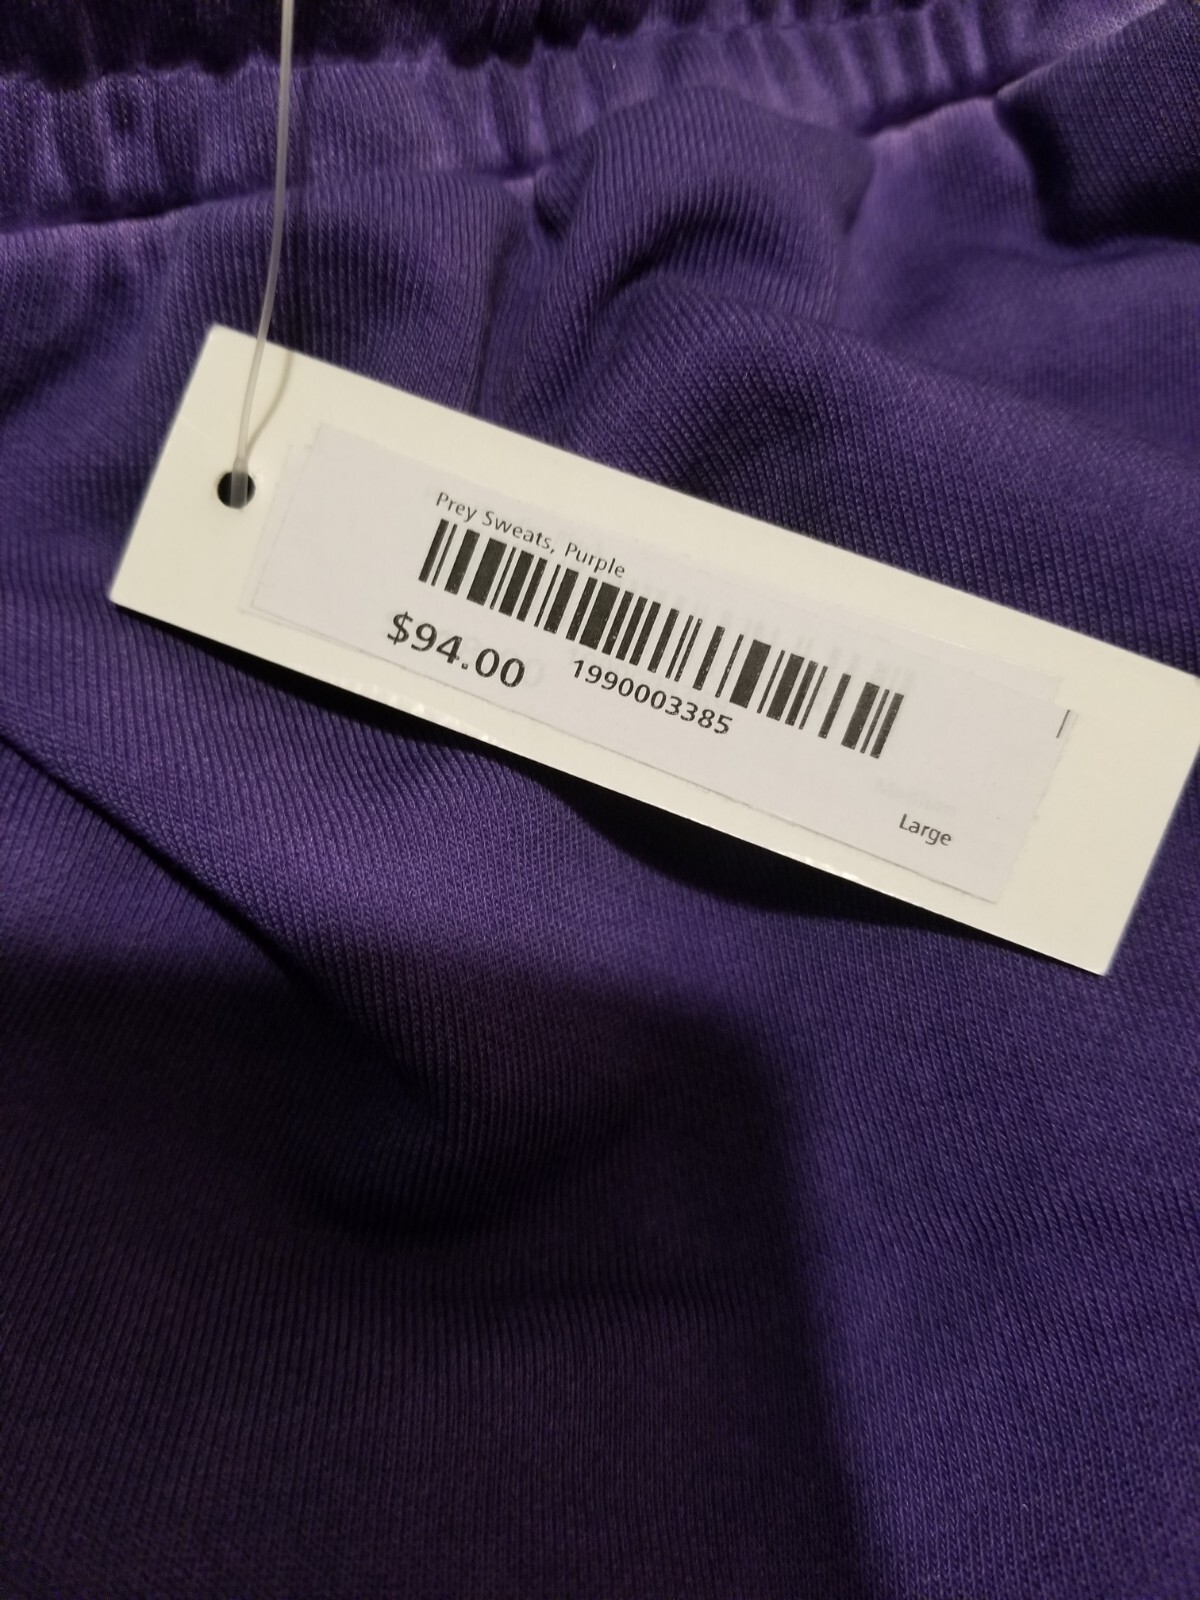 Prey Sweats, Purple
$94.00
1990003385
Large